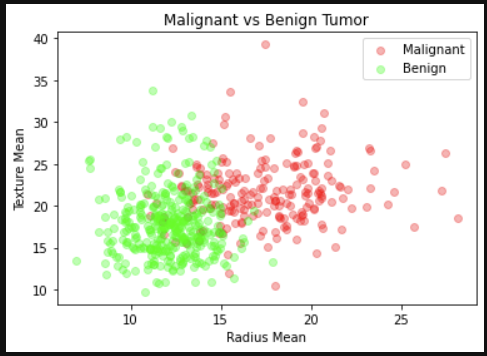 Malignant vs Benign Tumor
Malignant
Benign
Texture Mean
40
35
30
25
20
15
10
10 15 20 25
Radius Mean